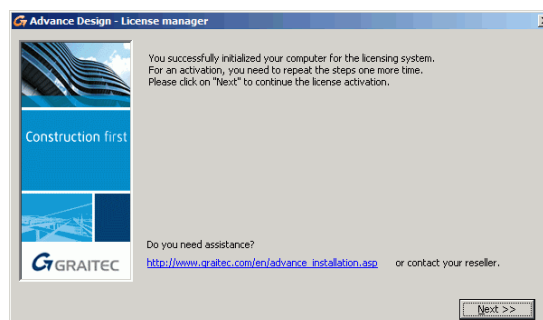 Advance Design - License manager
You successfully initialized your computer for the licensing system.
For an activation, you need to repeat the steps one more time.
Please click on "Next" to continue the license activation.
Construction first
Do you need assistance?
http://www.graitec.com/en/advance_installation.asp or contact your reseller.
GRAITEC
Next >>